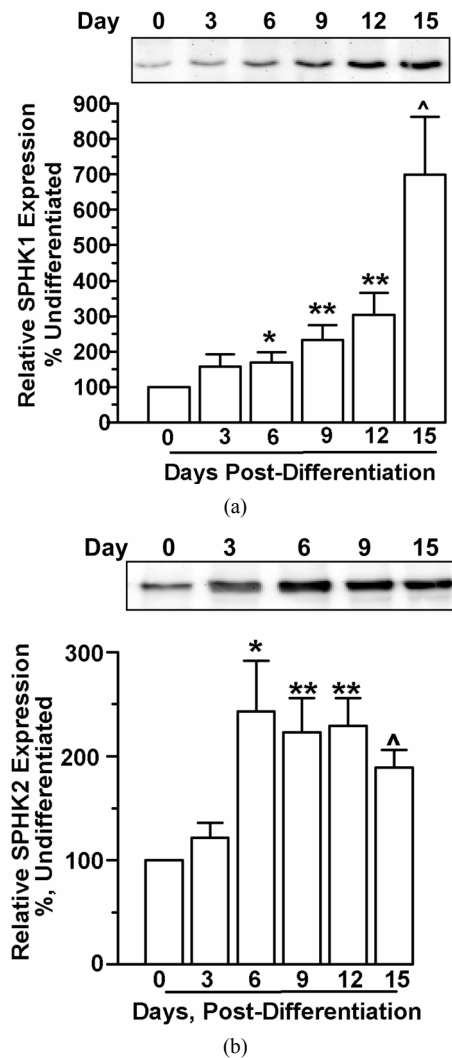 Day 0 3 6 9 12 15
Relative SPHK1 Expression
% Undifferentiated
900
800
700
600
500
400
300
200
100
0
* ** ** ^
0 3 6 9 12 15
Days Post-Differentiation
(a)
Day 0 3 6 9 15
Relative SPHK2 Expression
%, Undifferentiated
300
200
100
0
* ** ** ^
0 3 6 9 12 15
Days, Post-Differentiation
(b)